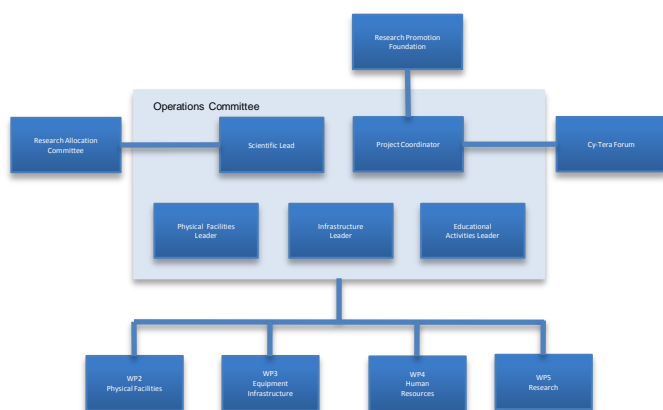 Research Promotion
Foundation
Operations Committee
Research Allocation
Committee
Scientific Lead
Project Coordinator
Cy-Tera Forum
Physical Facilities
Leader
Infrastructure
Leader
Educational
Activities Leader
WP2
Physical Facilities
WP3
Equipment
Infrastructure
WP4
Human
Resources
WP5
Research